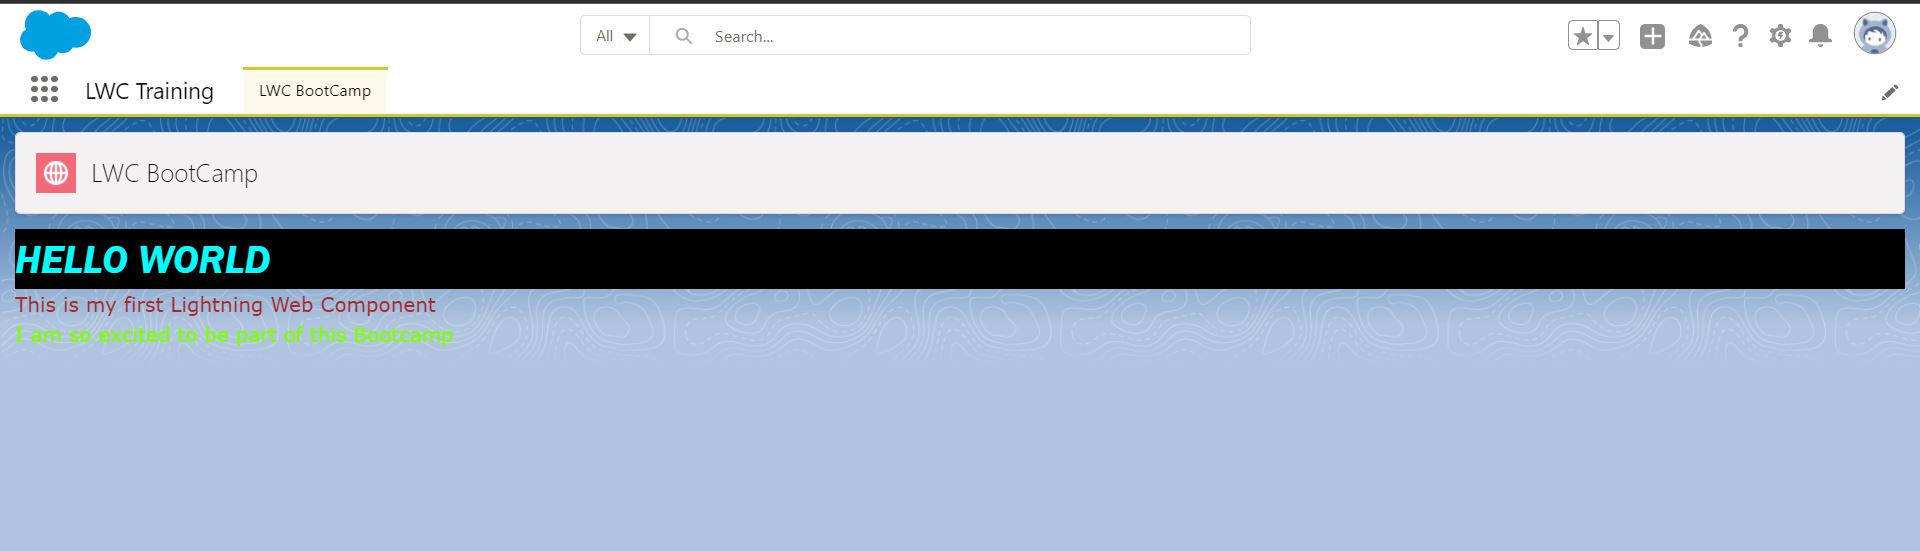 All
Search...
LWC Training
LWC BootCamp
LWC BootCamp
HELLO WORLD
This is my first Lightning Web Component
I am so excited to be part of this Bootcamp